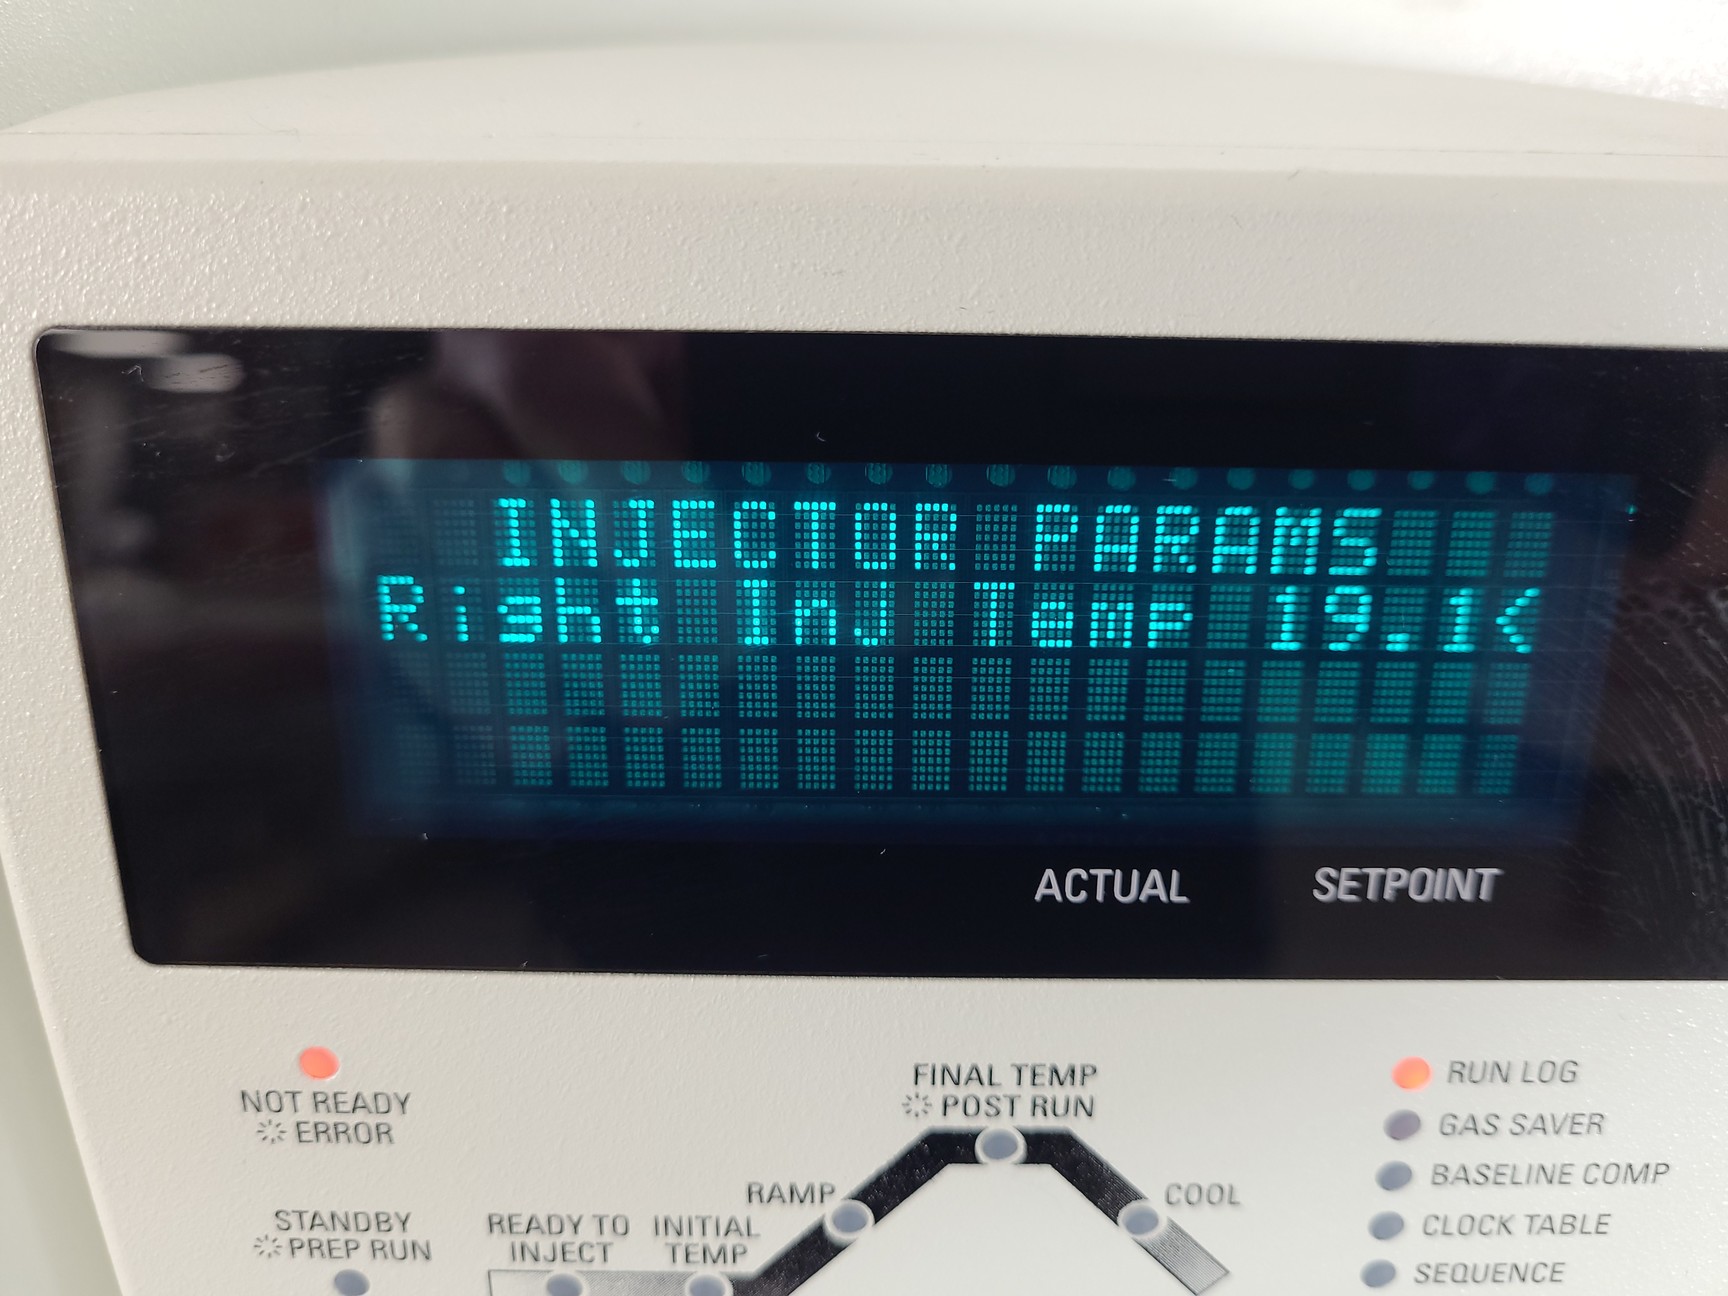 INJECTOR PARAMS
Right Inj Temp 19.1<
ACTUAL SETPOINT
NOT READY
ERROR
FINAL TEMP
POST RUN
RUN LOG
GAS SAVER
BASELINE COMP
RAMP
COOL
STANDBY
PREP RUN
READY TO
INJECT
INITIAL
TEMP
CLOCK TABLE
SEQUENCE